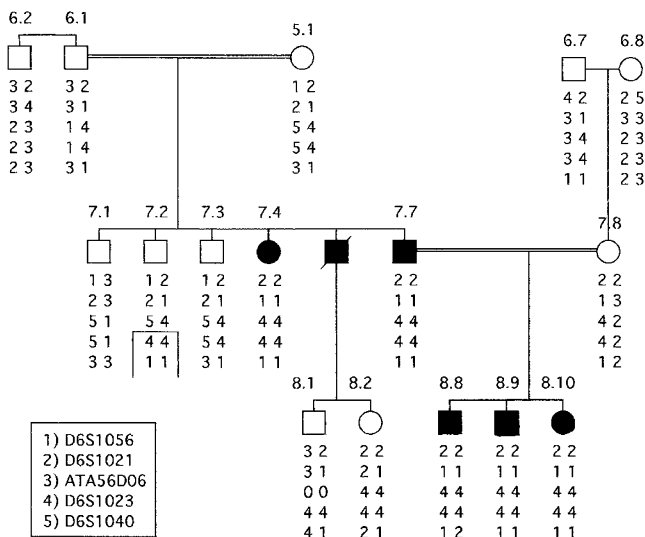 6.2 6.1 5.1 6.7 6.8
3 2 3 2 1 2 4 2 2 5
3 4 3 1 2 1 3 1 3 3
2 3 1 4 5 4 3 4 2 3
2 3 1 4 5 4 3 4 2 3
2 3 3 1 3 1 1 1 2 3
7.1 7.2 7.3 7.4 7.7 7.8
1 3 1 2 1 2 2 2 2 2 2 2
2 3 2 1 2 1 1 1 1 1 1 3
5 1 5 4 5 4 4 4 4 4 4 2
5 1 4 4 5 4 4 4 4 4 4 2
3 3 1 1 3 1 1 1 1 1 1 2
8.1 8.2 8.8 8.9 8.10
3 2 2 2 2 2 2 2 2 2
3 1 2 1 1 1 1 1 1 1
0 0 4 4 4 4 4 4 4 4
4 4 4 4 4 4 4 4 4 4
4 1 2 1 1 2 1 1 1 1
1) D6S1056
2) D6S1021
3) ATA56D06
4) D6S1023
5) D6S1040